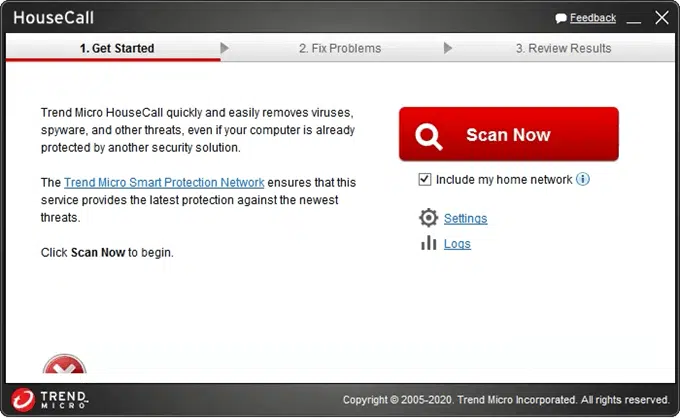 HouseCall
Feedback
1. Get Started
2. Fix Problems
3. Review Results
Trend Micro HouseCall quickly and easily removes viruses,
spyware, and other threats, even if your computer is already
protected by another security solution.
The Trend Micro Smart Protection Network ensures that this
service provides the latest protection against the newest
threats.
Click Scan Now to begin.
Scan Now
Include my home network
Settings
Logs
TREND
MICRO
Copyright © 2005-2020. Trend Micro Incorporated. All rights reserved.